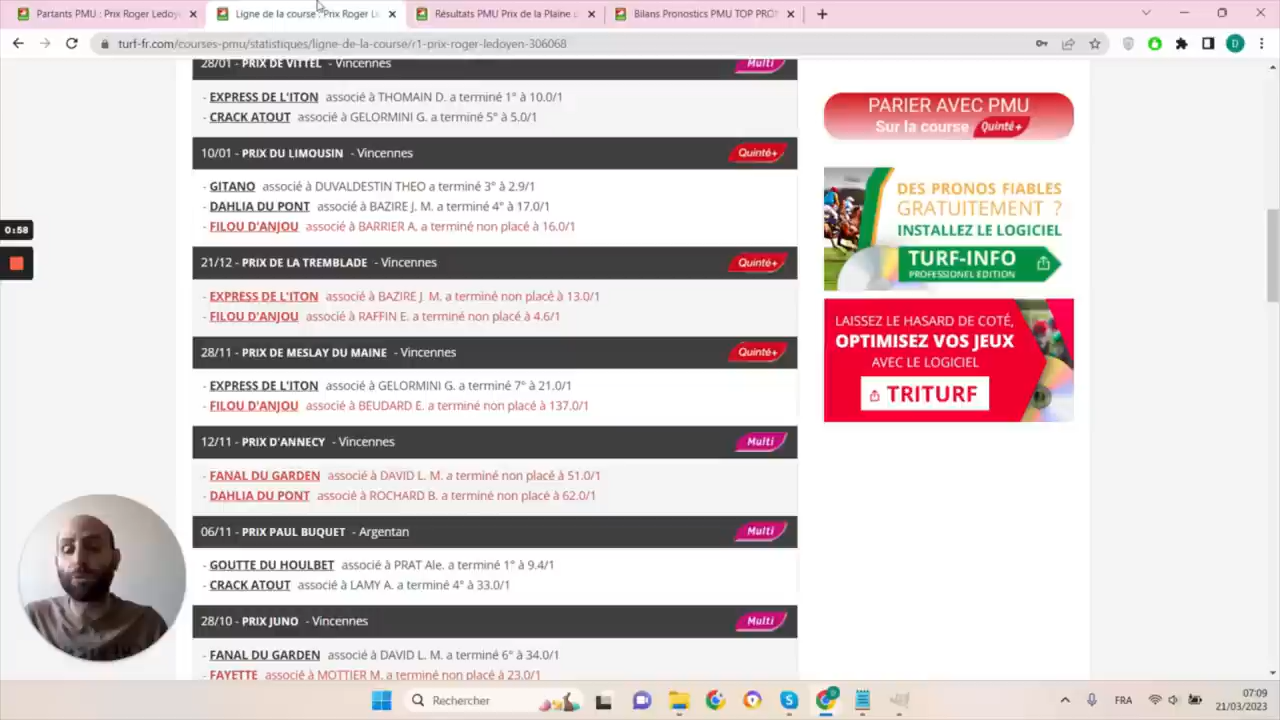 Partants PMU : Prix Roger Ledoy
Ligne de la course : Prix Roger L
Résultats PMU Prix de la Plaine d
Bilans Pronostics PMU TOP PRO
turf-fr.com/courses-pmu/statistiques/ligne-de-la-course/r1-prix-roger-ledoyen-306068
D
28/01 - PRIX DE VITTEL - Vincennes Multi
- EXPRESS DE L'ITON associé à THOMAIN D. a terminé 1° à 10.0/1
- CRACK ATOUT associé à GELORMINI G. a terminé 5° à 5.0/1
10/01 - PRIX DU LIMOUSIN - Vincennes Quinté+
- GITANO associé à DUVALDESTIN THEO a terminé 3° à 2.9/1
- DAHLIA DU PONT associé à BAZIRE J. M. a terminé 4° à 17.0/1
- FILOU D'ANJOU associé à BARRIER A. a terminé non placé à 16.0/1
21/12 - PRIX DE LA TREMBLADE - Vincennes Quinté+
- EXPRESS DE L'ITON associé à BAZIRE J. M. a terminé non placé à 13.0/1
- FILOU D'ANJOU associé à RAFFIN E. a terminé non placé à 4.6/1
28/11 - PRIX DE MESLAY DU MAINE - Vincennes Quinté+
- EXPRESS DE L'ITON associé à GELORMINI G. a terminé 7° à 21.0/1
- FILOU D'ANJOU associé à BEUDARD E. a terminé non placé à 137.0/1
12/11 - PRIX D'ANNECY - Vincennes Multi
- FANAL DU GARDEN associé à DAVID L. M. a terminé non placé à 51.0/1
- DAHLIA DU PONT associé à ROCHARD B. a terminé non placé à 62.0/1
06/11 - PRIX PAUL BUQUET - Argentan Multi
- GOUTTE DU HOULBET associé à PRAT Ale. a terminé 1° à 9.4/1
- CRACK ATOUT associé à LAMY A. a terminé 4° à 33.0/1
28/10 - PRIX JUNO - Vincennes Multi
- FANAL DU GARDEN associé à DAVID L. M. a terminé 6° à 34.0/1
- FAYETTE associé à MOTTIER M. a terminé non placé à 23.0/1
PARIER AVEC PMU
Sur la course Quinté+
DES PRONOS FIABLES
GRATUITEMENT ?
INSTALLEZ LE LOGICIEL
TURF-INFO
PROFESSIONEL EDITION
LAISSEZ LE HASARD DE COTÉ,
OPTIMISEZ VOS JEUX
AVEC LE LOGICIEL
TRITURF
0:58
Rechercher
FRA
07:09
21/03/2023